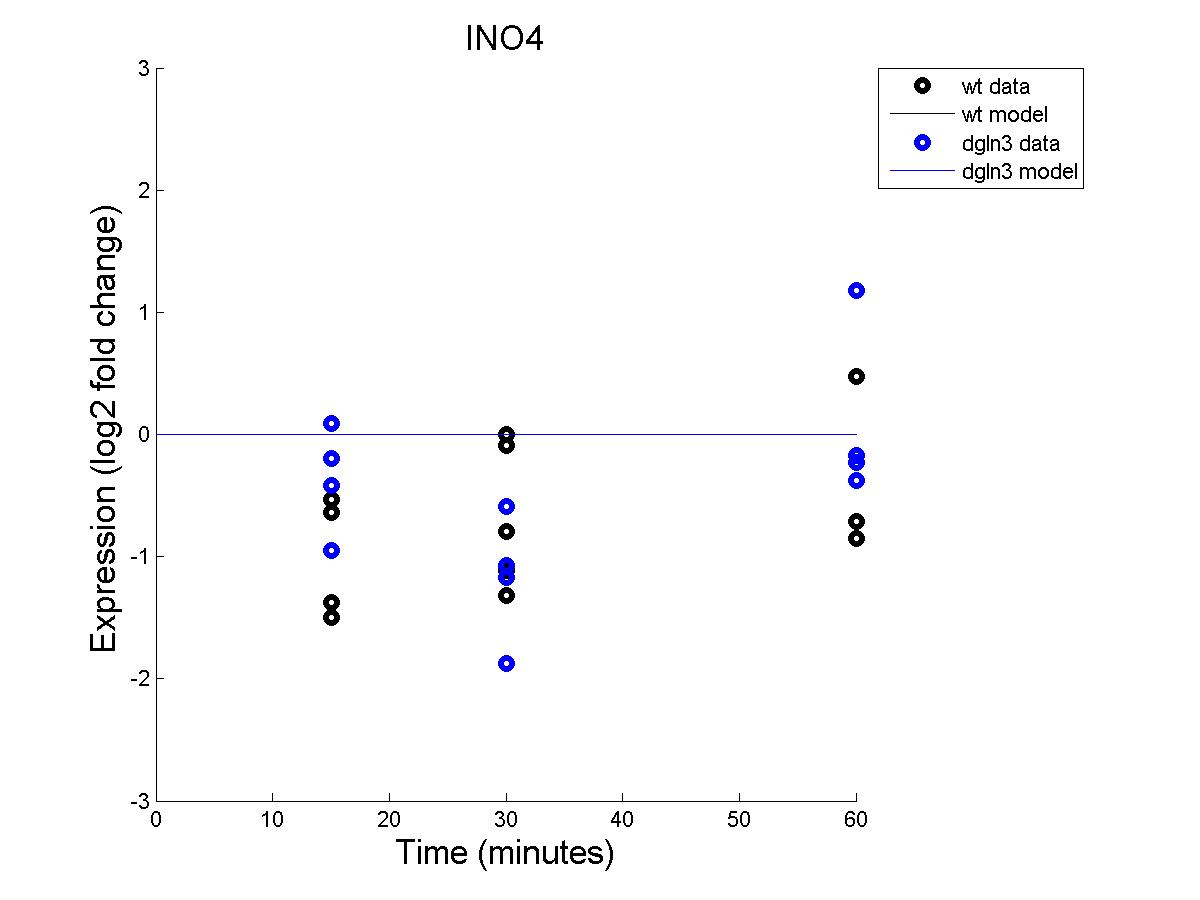 INO4
3
2
1
0
-1
-2
-3
0 10 20 30 40 50 60
Expression (log2 fold change)
Time (minutes)
wt data
wt model
dgln3 data
dgln3 model